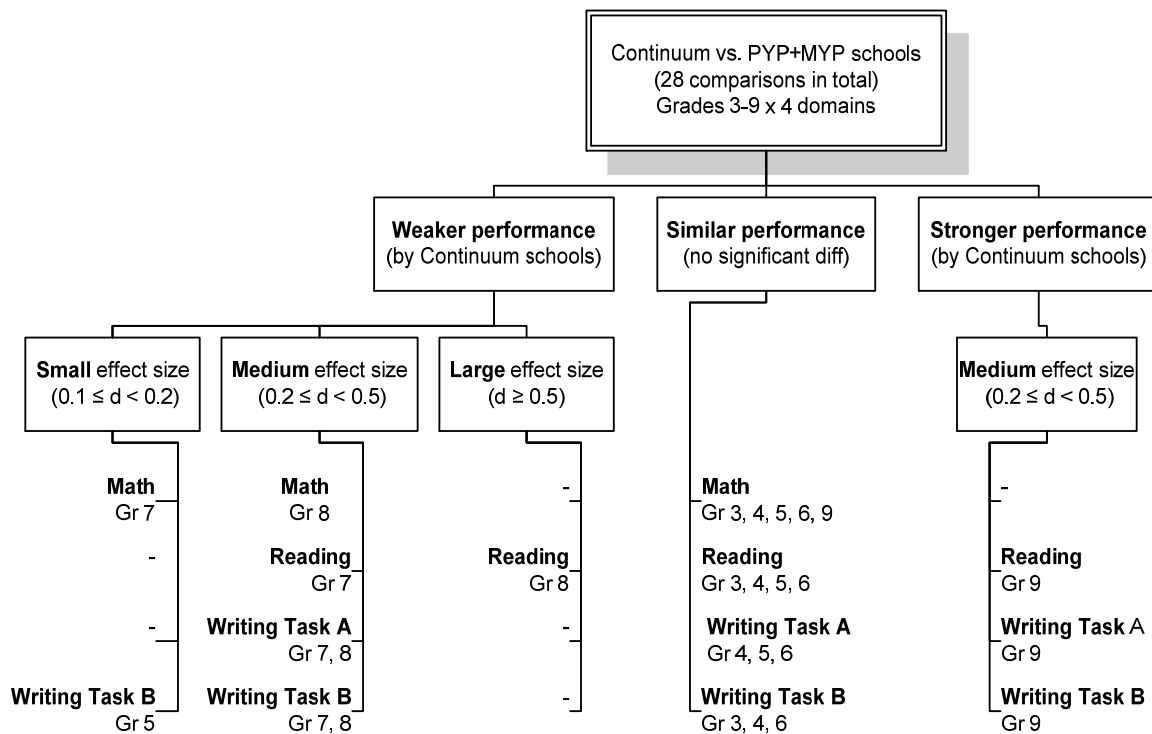 Continuum vs. PYP+MYP schools
(28 comparisons in total)
Grades 3-9 x 4 domains
Weaker performance
(by Continuum schools)
Similar performance
(no significant diff)
Stronger performance
(by Continuum schools)
Small effect size
(0.1 ≤ d < 0.2)
Medium effect size
(0.2 ≤ d < 0.5)
Large effect size
(d ≥ 0.5)
Medium effect size
(0.2 ≤ d < 0.5)
Math
Gr 7
-
-
Writing Task B
Gr 5
Math
Gr 8
Reading
Gr 7
Writing Task A
Gr 7, 8
Writing Task B
Gr 7, 8
-
Reading
Gr 8
-
-
Math
Gr 3, 4, 5, 6, 9
Reading
Gr 3, 4, 5, 6
Writing Task A
Gr 4, 5, 6
Writing Task B
Gr 3, 4, 6
-
Reading
Gr 9
Writing Task A
Gr 9
Writing Task B
Gr 9